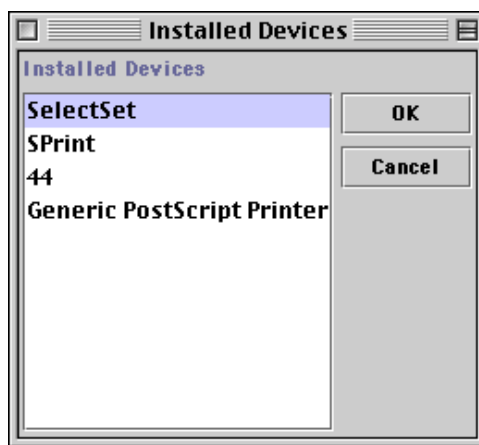 Installed Devices
Installed Devices
SelectSet
SPrint
44
Generic PostScript Printer
OK
Cancel